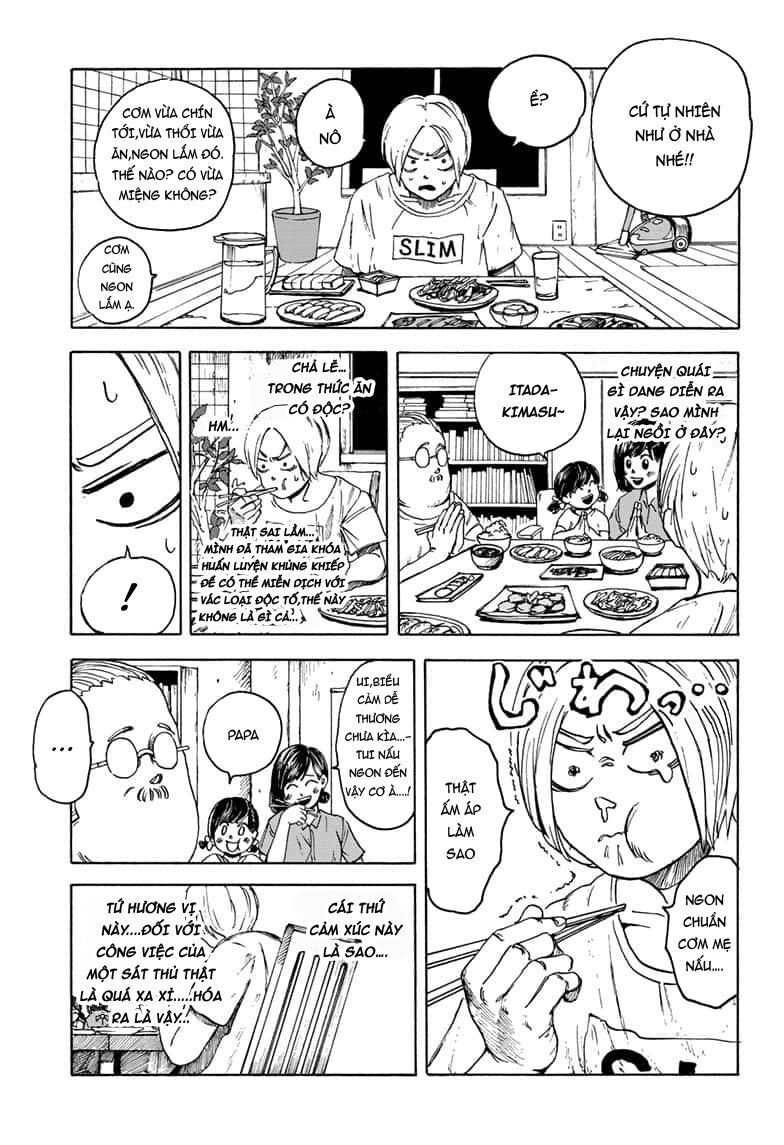 CỨ TỰ NHIÊN
NHƯ Ở NHÀ
NHÉ!!
Ể?
À
NÔ
CƠM VỪA CHÍN
TỚI,VỪA THỔI VỪA
ĂN,NGON LẮM ĐÓ.
THẾ NÀO? CÓ VỪA
MIỆNG KHÔNG?
CƠM
CŨNG
NGON
LẮM Ạ.
SLIM
CHUYỆN QUÁI
GÌ DANG DIỄN RA
VẬY? SAO MÌNH
LẠI NGỒI Ở ĐÂY?
ITADA-
KIMASU~
CHẢ LẼ...
TRONG THỨC ĂN
CÓ ĐỘC?
HM...
THẬT SAI LẦM...
MÌNH ĐÃ THAM GIA KHÓA
HUẤN LUYỆN KHỦNG KHIẾP
ĐỂ CÓ THỂ MIỄN DỊCH VỚI
VÁC LOẠI ĐỘC TỐ,THẾ NÀY
KHÔNG LÀ GÌ CẢ...
!
じわっ...
THẬT
ẤM ÁP
LÀM
SAO
NGON
CHUẨN
CƠM MẸ
NẤU....
UI,BIỂU
CẢM DỄ
THƯƠNG
CHƯA KÌA...-
TUI NẤU
NGON ĐẾN
VẬY CƠ À....!
PAPA
...
CÁI THỨ
CẢM XÚC NÀY
LÀ SAO....
TỨ HƯƠNG VỊ
NÀY....ĐỐI VỚI
CÔNG VIỆC CỦA
MỘT SÁT THỦ THẬT
LÀ QUÁ XA XỈ.....HÓA
RA LÀ VẬY...